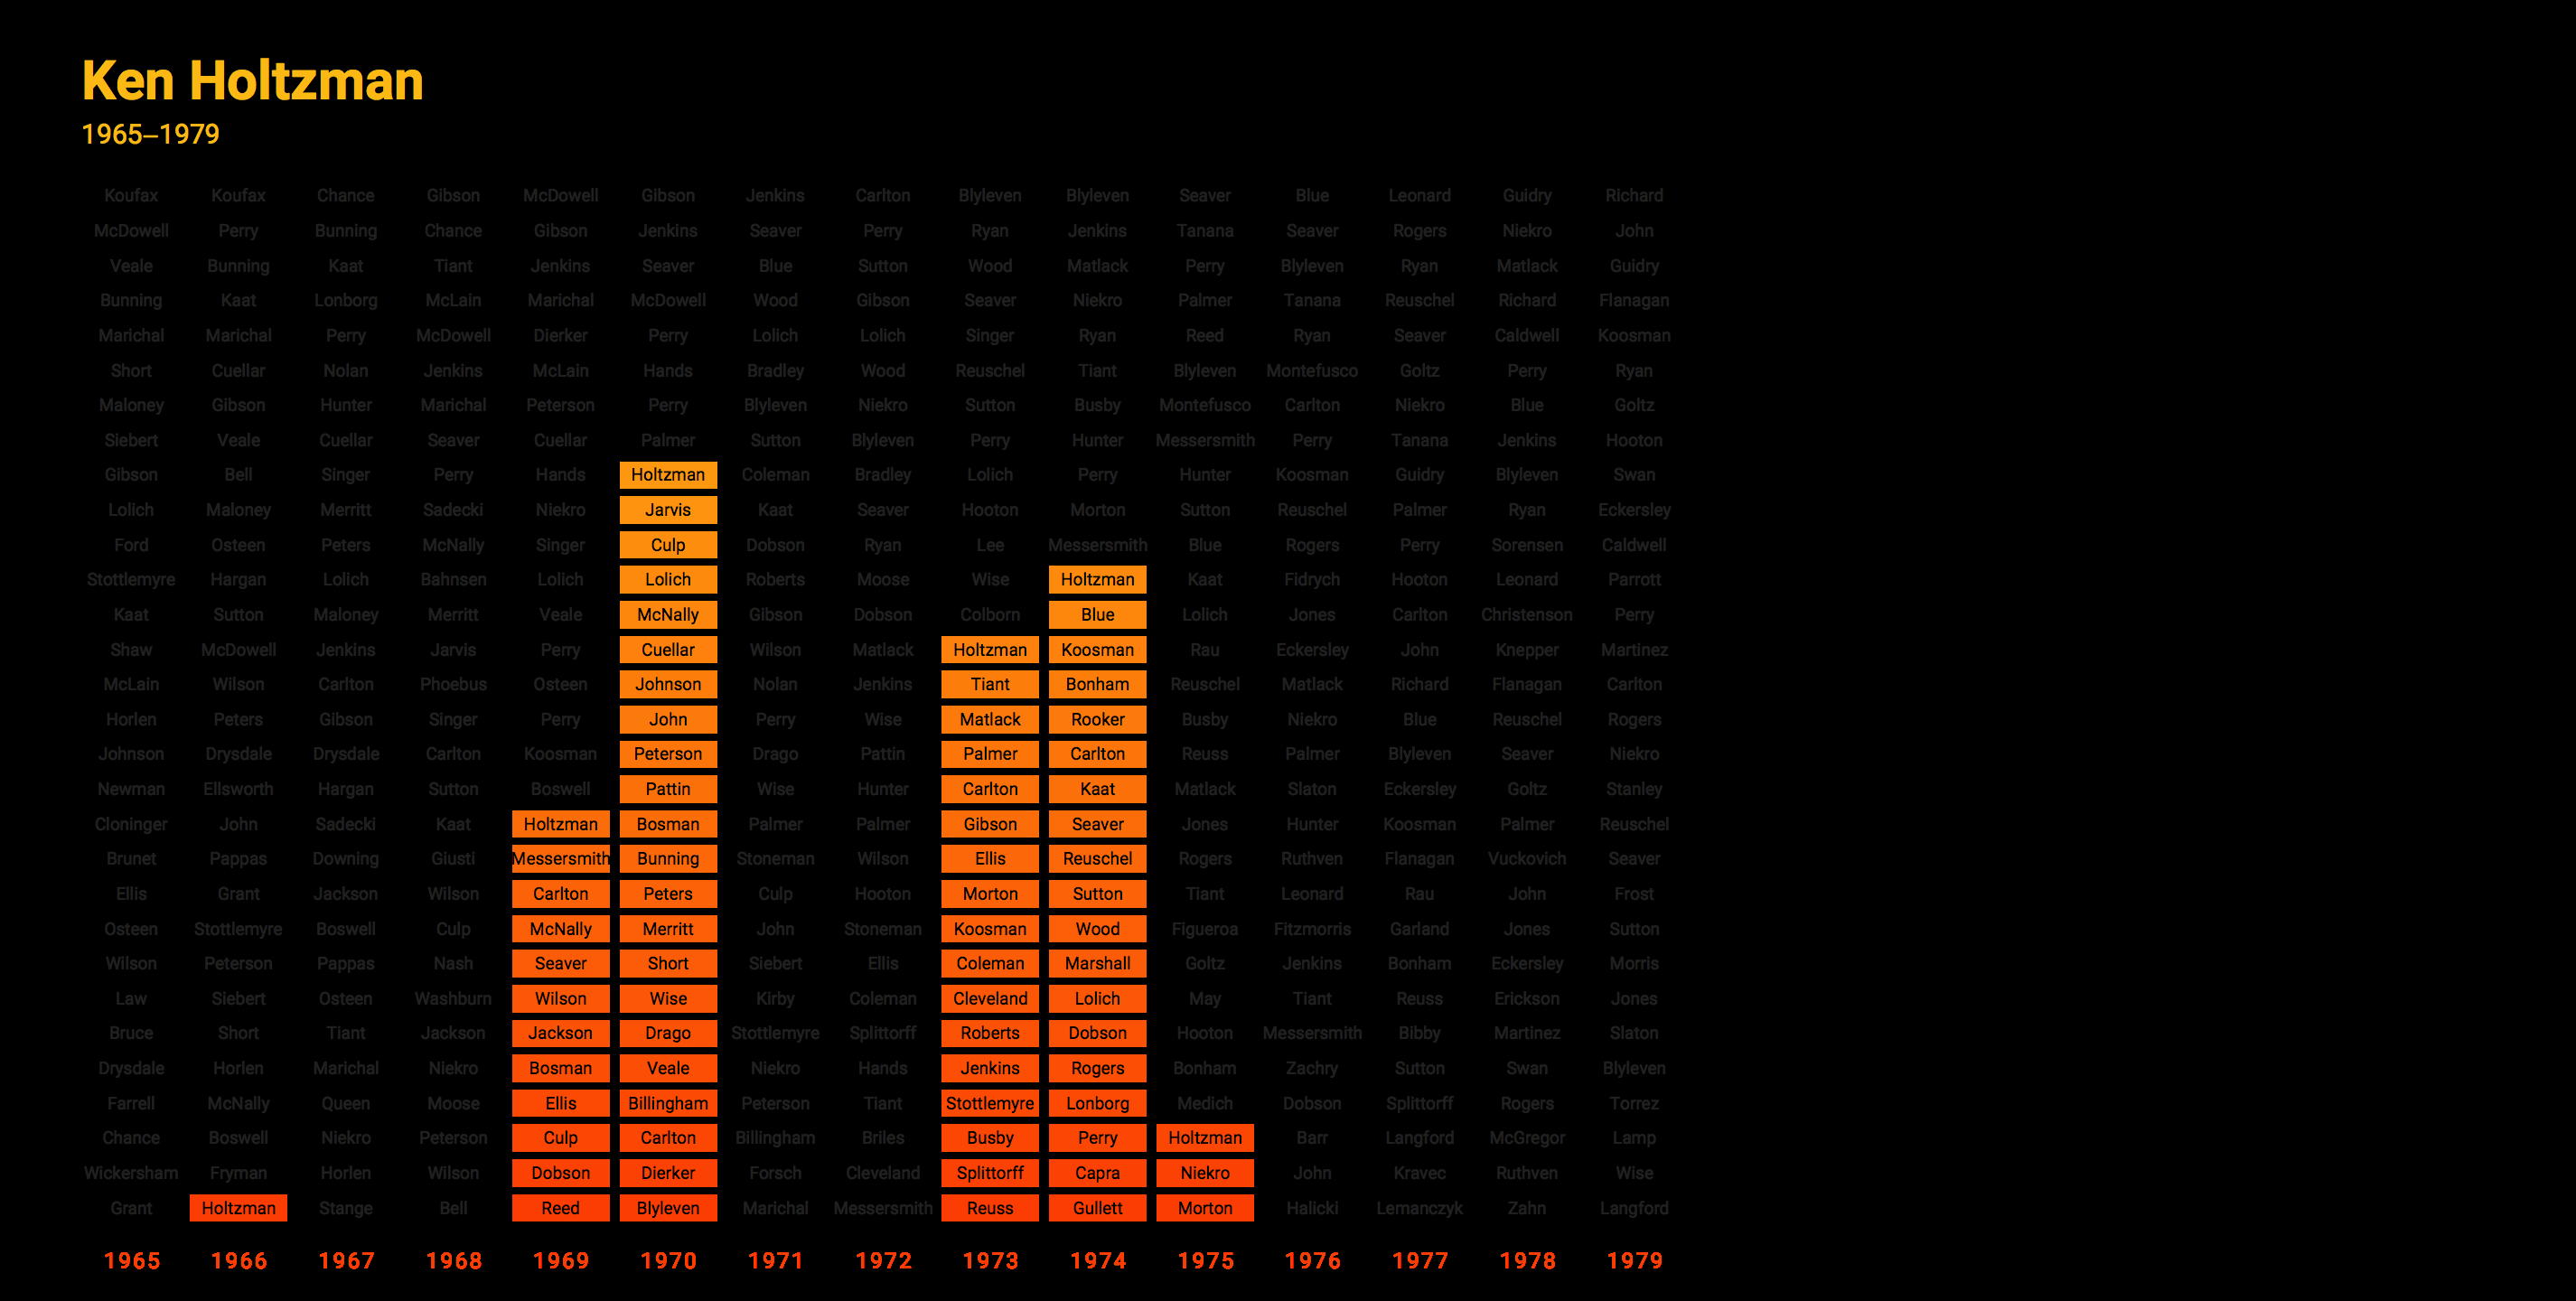 Ken Holtzman
1965–1979
Koufax Koufax Chance Gibson McDowell Gibson Jenkins Carlton Blyleven Blyleven Seaver Blue Leonard Guidry Richard
McDowell Perry Bunning Chance Gibson Jenkins Seaver Perry Ryan Jenkins Tanana Seaver Rogers Niekro John
Veale Bunning Kaat Tiant Jenkins Seaver Blue Sutton Wood Matlack Perry Blyleven Ryan Matlack Guidry
Bunning Kaat Lonborg McLain Marichal McDowell Wood Gibson Seaver Niekro Palmer Tanana Reuschel Richard Flanagan
Marichal Marichal Perry McDowell Dierker Perry Lolich Lolich Singer Ryan Reed Ryan Seaver Caldwell Koosman
Short Cuellar Nolan Jenkins McLain Hands Bradley Wood Reuschel Tiant Blyleven Montefusco Goltz Perry Ryan
Maloney Gibson Hunter Marichal Peterson Perry Blyleven Niekro Sutton Busby Montefusco Carlton Niekro Blue Goltz
Siebert Veale Cuellar Seaver Cuellar Palmer Sutton Blyleven Perry Hunter Messersmith Perry Tanana Jenkins Hooton
Gibson Bell Singer Perry Hands Holtzman Coleman Bradley Lolich Perry Hunter Koosman Guidry Blyleven Swan
Lolich Maloney Merritt Sadecki Niekro Jarvis Kaat Seaver Hooton Morton Sutton Reuschel Palmer Ryan Eckersley
Ford Osteen Peters McNally Singer Culp Dobson Ryan Lee Messersmith Blue Rogers Perry Sorensen Caldwell
Stottlemyre Hargan Lolich Bahnsen Lolich Lolich Roberts Moose Wise Holtzman Kaat Fidrych Hooton Leonard Parrott
Kaat Sutton Maloney Merritt Veale McNally Gibson Dobson Colborn Blue Lolich Jones Carlton Christenson Perry
Shaw McDowell Jenkins Jarvis Perry Cuellar Wilson Matlack Holtzman Koosman Rau Eckersley John Knepper Martinez
McLain Wilson Carlton Phoebus Osteen Johnson Nolan Jenkins Tiant Bonham Reuschel Matlack Richard Flanagan Carlton
Horlen Peters Gibson Singer Perry John Perry Wise Matlack Rooker Busby Niekro Blue Reuschel Rogers
Johnson Drysdale Drysdale Carlton Koosman Peterson Drago Pattin Palmer Carlton Reuss Palmer Blyleven Seaver Niekro
Newman Ellsworth Hargan Sutton Boswell Pattin Wise Hunter Carlton Kaat Matlack Slaton Eckersley Goltz Stanley
Cloninger John Sadecki Kaat Holtzman Bosman Palmer Palmer Gibson Seaver Jones Hunter Koosman Palmer Reuschel
Brunet Pappas Downing Giusti Messersmith Bunning Stoneman Wilson Ellis Reuschel Rogers Ruthven Flanagan Vuckovich Seaver
Ellis Grant Jackson Wilson Carlton Peters Culp Hooton Morton Sutton Tiant Leonard Rau John Frost
Osteen Stottlemyre Boswell Culp McNally Merritt John Stoneman Koosman Wood Figueroa Fitzmorris Garland Jones Sutton
Wilson Peterson Pappas Nash Seaver Short Siebert Ellis Coleman Marshall Goltz Jenkins Bonham Eckersley Morris
Law Siebert Osteen Washburn Wilson Wise Kirby Coleman Cleveland Lolich May Tiant Reuss Erickson Jones
Bruce Short Tiant Jackson Jackson Drago Stottlemyre Splittorff Roberts Dobson Hooton Messersmith Bibby Martinez Slaton
Drysdale Horlen Marichal Niekro Bosman Veale Niekro Hands Jenkins Rogers Bonham Zachry Sutton Swan Blyleven
Farrell McNally Queen Moose Ellis Billingham Peterson Tiant Stottlemyre Lonborg Medich Dobson Splittorff Rogers Torrez
Chance Boswell Niekro Peterson Culp Carlton Billingham Briles Busby Perry Holtzman Barr Langford McGregor Lamp
Wickersham Fryman Horlen Wilson Dobson Dierker Forsch Cleveland Splittorff Capra Niekro John Kravec Ruthven Wise
Grant Holtzman Stange Bell Reed Blyleven Marichal Messersmith Reuss Gullett Morton Halicki Lemanczyk Zahn Langford
1965 1966 1967 1968 1969 1970 1971 1972 1973 1974 1975 1976 1977 1978 1979